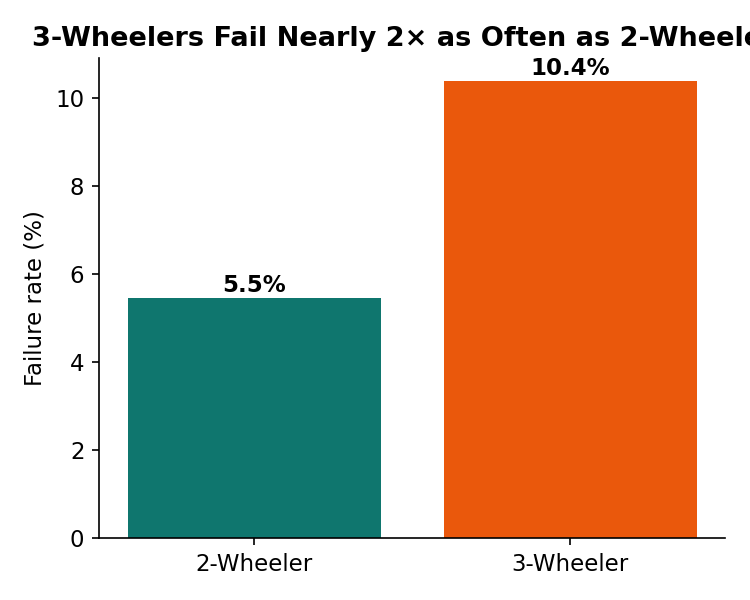 3-Wheelers Fail Nearly 2× as Often as 2-Wheele
10.4%
10
8
6
5.5%
4
2
0
Failure rate (%)
2-Wheeler
3-Wheeler